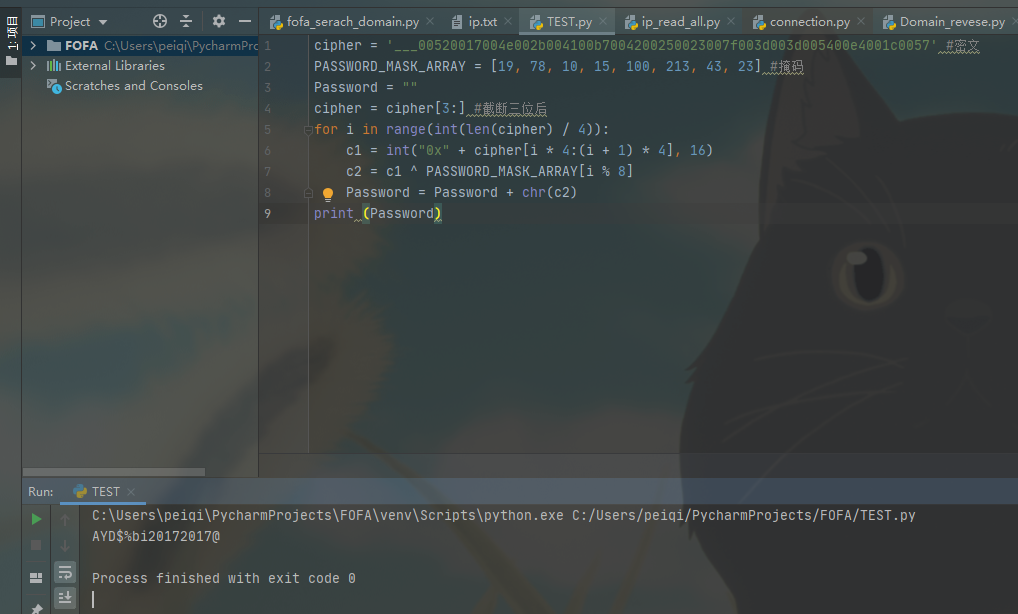 1: 项目
Project
fofa_serach_domain.py
ip.txt
TEST.py
ip_read_all.py
connection.py
Domain_revese.py
FOFA C:\Users\peiqi\PycharmPrc
External Libraries
Scratches and Consoles
1 cipher = '___00520017004e002b004100b7004200250023007f003d003d005400e4001c0057' #密文
2 PASSWORD_MASK_ARRAY = [19, 78, 10, 15, 100, 213, 43, 23] #掩码
3 Password = ""
4 cipher = cipher[3:] #截断三位后
5 for i in range(int(len(cipher) / 4)):
6 c1 = int("0x" + cipher[i * 4:(i + 1) * 4], 16)
7 c2 = c1 ^ PASSWORD_MASK_ARRAY[i % 8]
8 Password = Password + chr(c2)
9 print (Password)
Run: TEST
C:\Users\peiqi\PycharmProjects\FOFA\venv\Scripts\python.exe C:/Users/peiqi/PycharmProjects/FOFA/TEST.py
AYD$%bi20172017@
Process finished with exit code 0